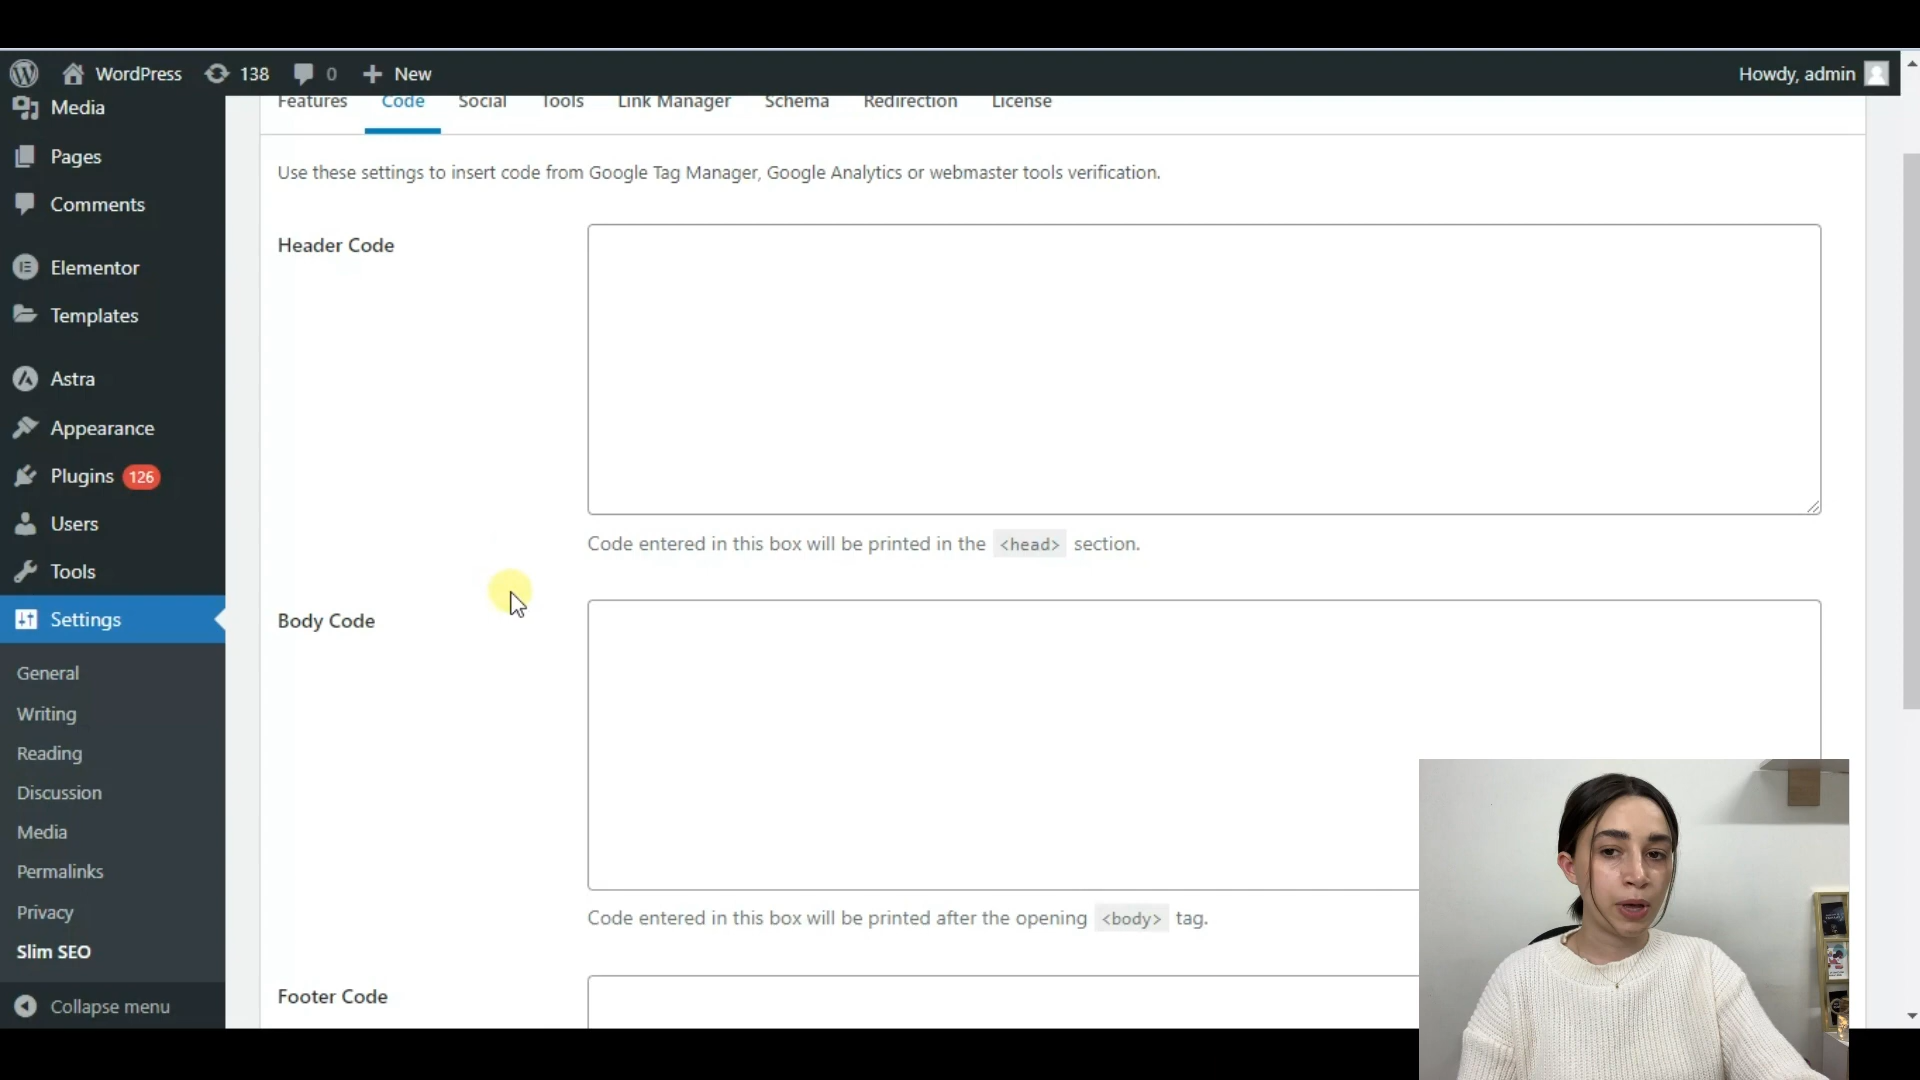 WordPress 138 0 New Howdy, admin
Media
Pages
Comments
Elementor
Templates
Astra
Appearance
Plugins 126
Users
Tools
Settings
General
Writing
Reading
Discussion
Media
Permalinks
Privacy
Slim SEO
Collapse menu
Features Code Social Tools Link Manager Schema Redirection License
Use these settings to insert code from Google Tag Manager, Google Analytics or webmaster tools verification.
Header Code
Code entered in this box will be printed in the <head> section.
Body Code
Code entered in this box will be printed after the opening <body> tag.
Footer Code